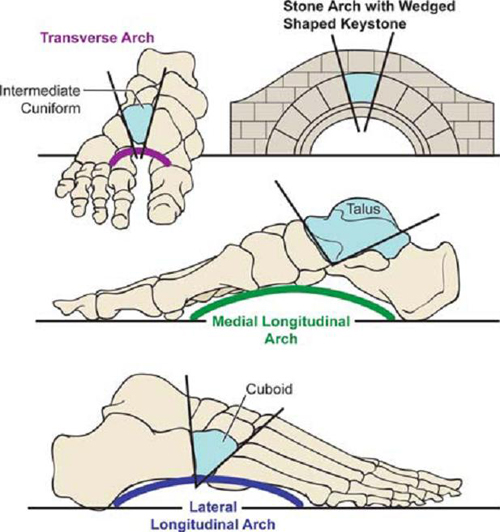 Transverse Arch
Intermediate
Cuniform
Stone Arch with Wedged
Shaped Keystone
Talus
Medial Longitudinal
Arch
Cuboid
Lateral
Longitudinal Arch